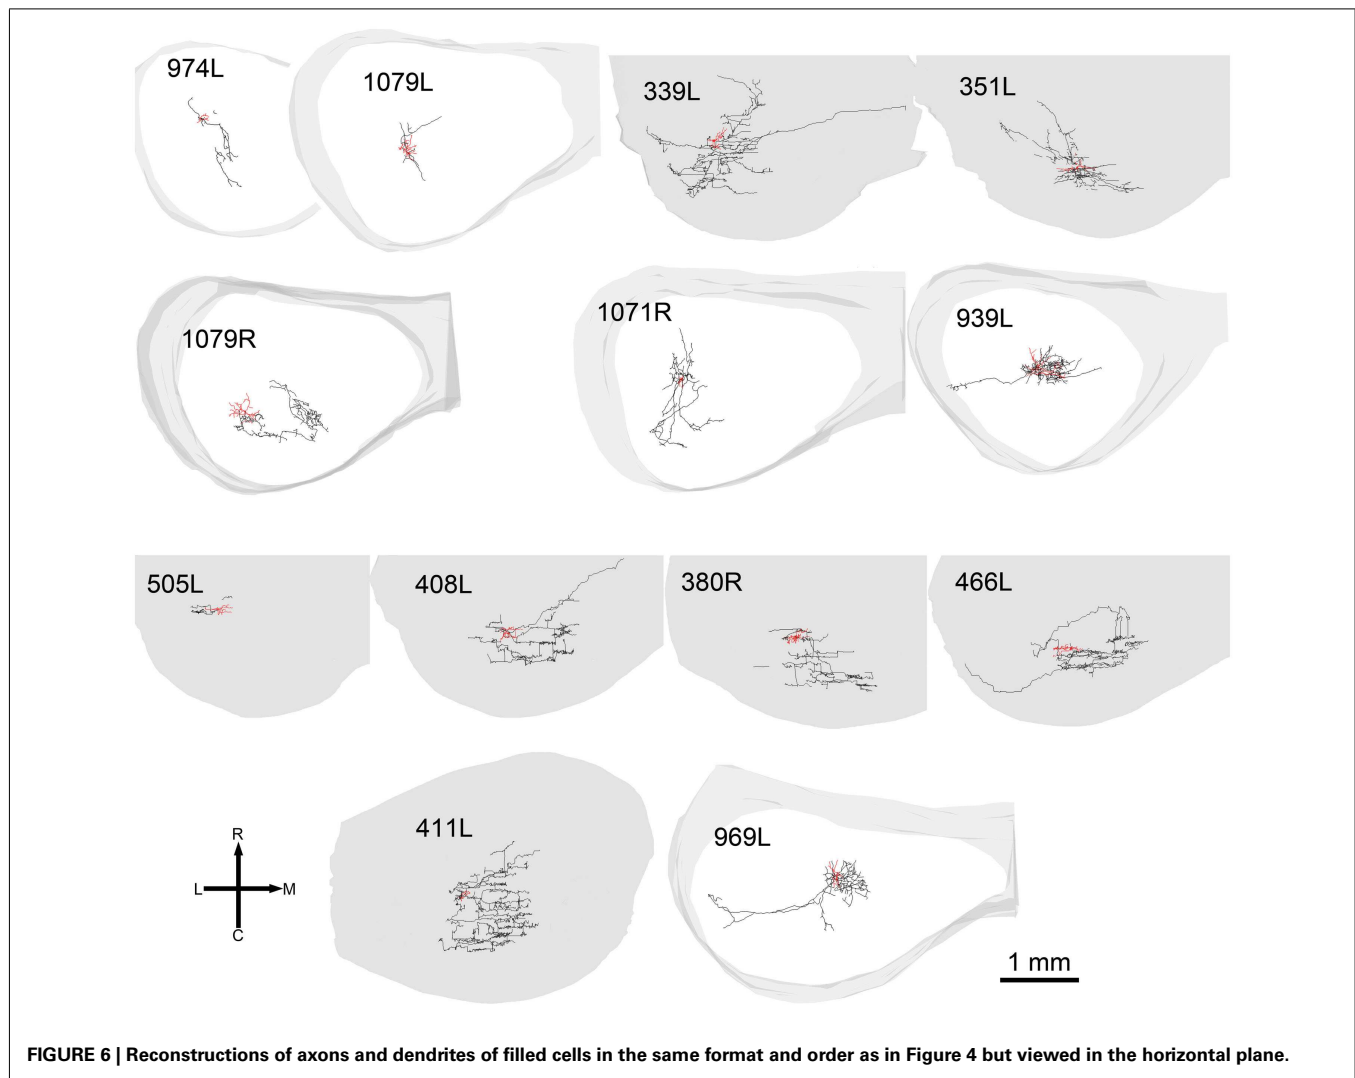 974L
1079L
339L
351L
1079R
1071R
939L
505L
408L
380R
466L
411L
969L
R
L M
C
1 mm
FIGURE 6 | Reconstructions of axons and dendrites of filled cells in the same format and order as in Figure 4 but viewed in the horizontal plane.